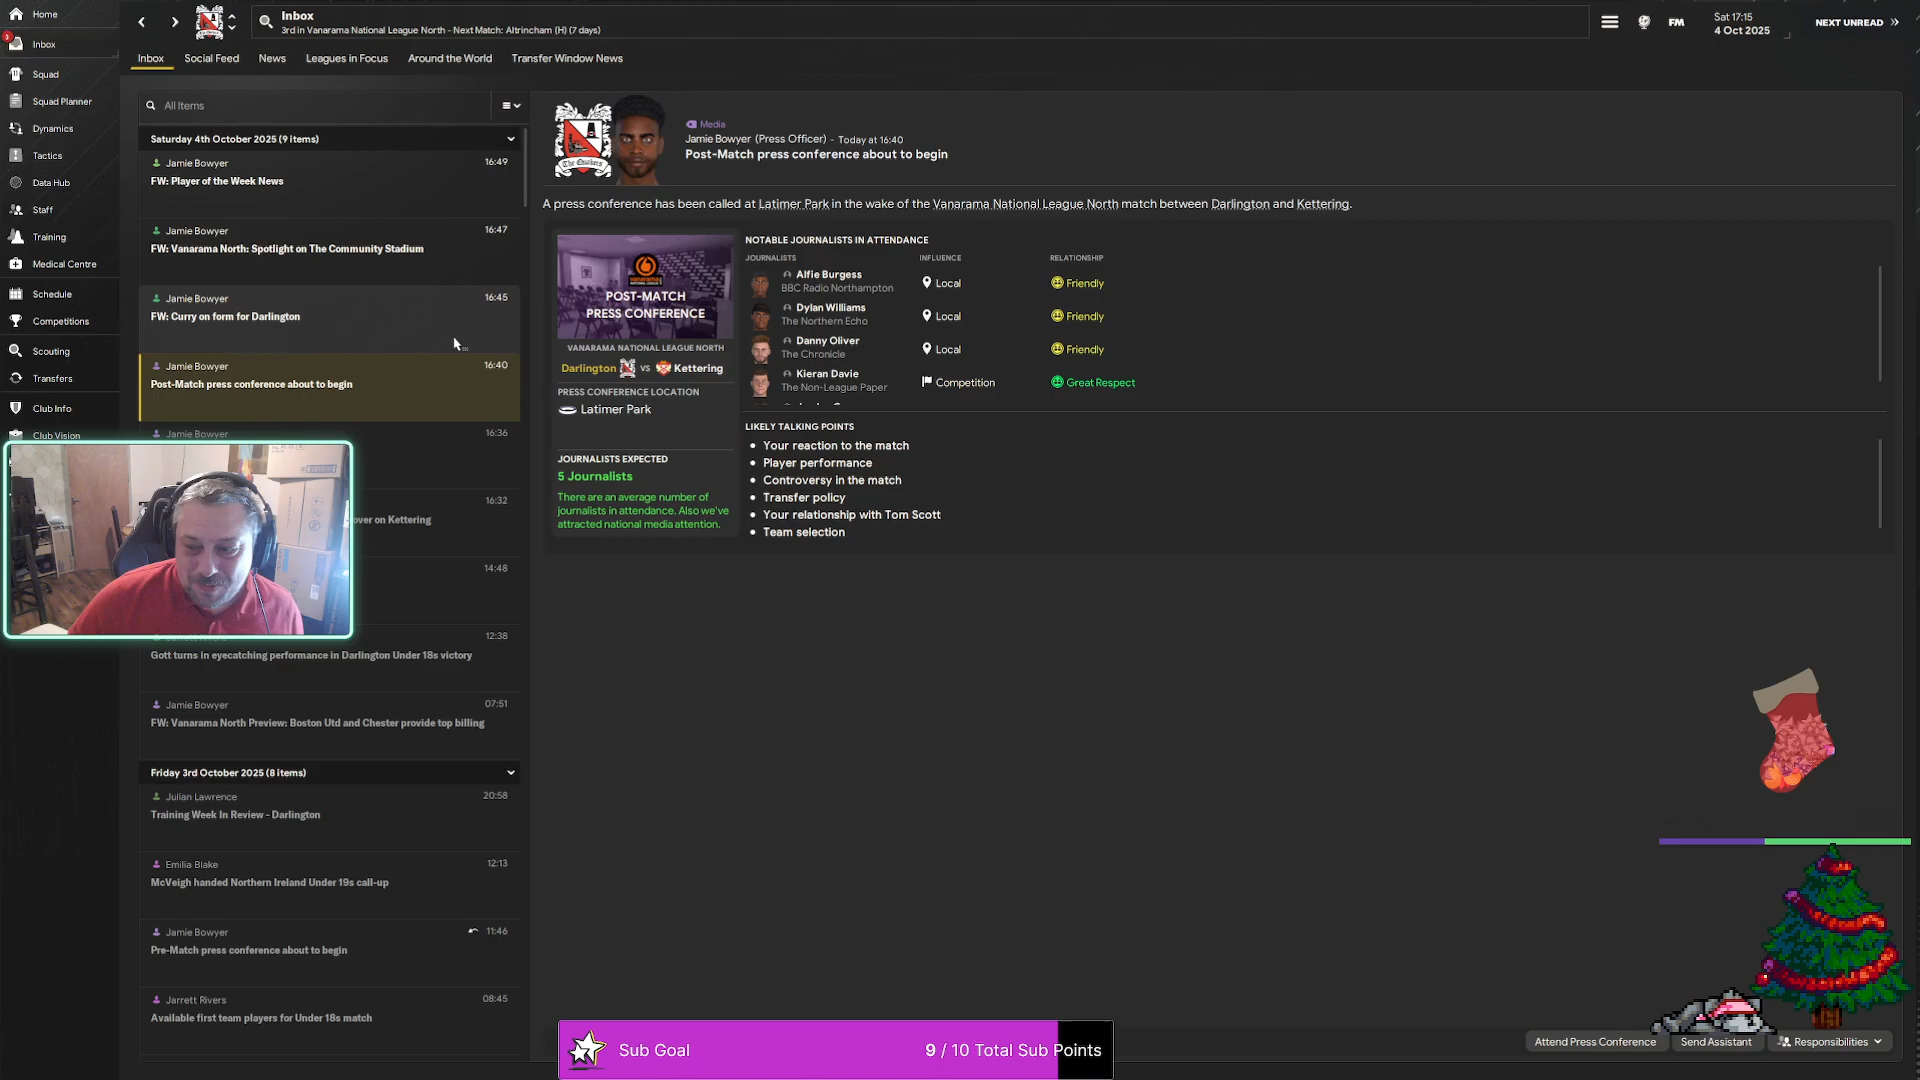 Home
3
Inbox
Squad
Squad Planner
Dynamics
Tactics
Data Hub
Staff
Training
Medical Centre
Schedule
Competitions
Scouting
Transfers
Club Info
Club Vision
Inbox
3rd in Vanarama National League North - Next Match: Altrincham (H) (7 days)
FM
Sat 17:15
4 Oct 2025
NEXT UNREAD
Inbox
Social Feed
News
Leagues in Focus
Around the World
Transfer Window News
All Items
Saturday 4th October 2025 (9 items)
Jamie Bowyer 16:49
FW: Player of the Week News
Jamie Bowyer 16:47
FW: Vanarama North: Spotlight on The Community Stadium
Jamie Bowyer 16:45
FW: Curry on form for Darlington
Jamie Bowyer 16:40
Post-Match press conference about to begin
Jamie Bowyer 16:36
16:32
over on Kettering
14:48
12:38
Gott turns in eyecatching performance in Darlington Under 18s victory
Jamie Bowyer 07:51
FW: Vanarama North Preview: Boston Utd and Chester provide top billing
Friday 3rd October 2025 (8 items)
Julian Lawrence 20:58
Training Week In Review - Darlington
Emilia Blake 12:13
McVeigh handed Northern Ireland Under 19s call-up
Jamie Bowyer 11:46
Pre-Match press conference about to begin
Jarrett Rivers 08:45
Available first team players for Under 18s match
The Quakers
Media
Jamie Bowyer (Press Officer) - Today at 16:40
Post-Match press conference about to begin
A press conference has been called at Latimer Park in the wake of the Vanarama National League North match between Darlington and Kettering.
vanarama
POST-MATCH
PRESS CONFERENCE
VANARAMA NATIONAL LEAGUE NORTH
Darlington VS Kettering
PRESS CONFERENCE LOCATION
Latimer Park
JOURNALISTS EXPECTED
5 Journalists
There are an average number of
journalists in attendance. Also we've
attracted national media attention.
NOTABLE JOURNALISTS IN ATTENDANCE
JOURNALISTS INFLUENCE RELATIONSHIP
Alfie Burgess
BBC Radio Northampton
Local
Friendly
Dylan Williams
The Northern Echo
Local
Friendly
Danny Oliver
The Chronicle
Local
Friendly
Kieran Davie
The Non-League Paper
Competition
Great Respect
LIKELY TALKING POINTS
• Your reaction to the match
• Player performance
• Controversy in the match
• Transfer policy
• Your relationship with Tom Scott
• Team selection
Attend Press Conference
Send Assistant
Responsibilities
Sub Goal
9 / 10 Total Sub Points